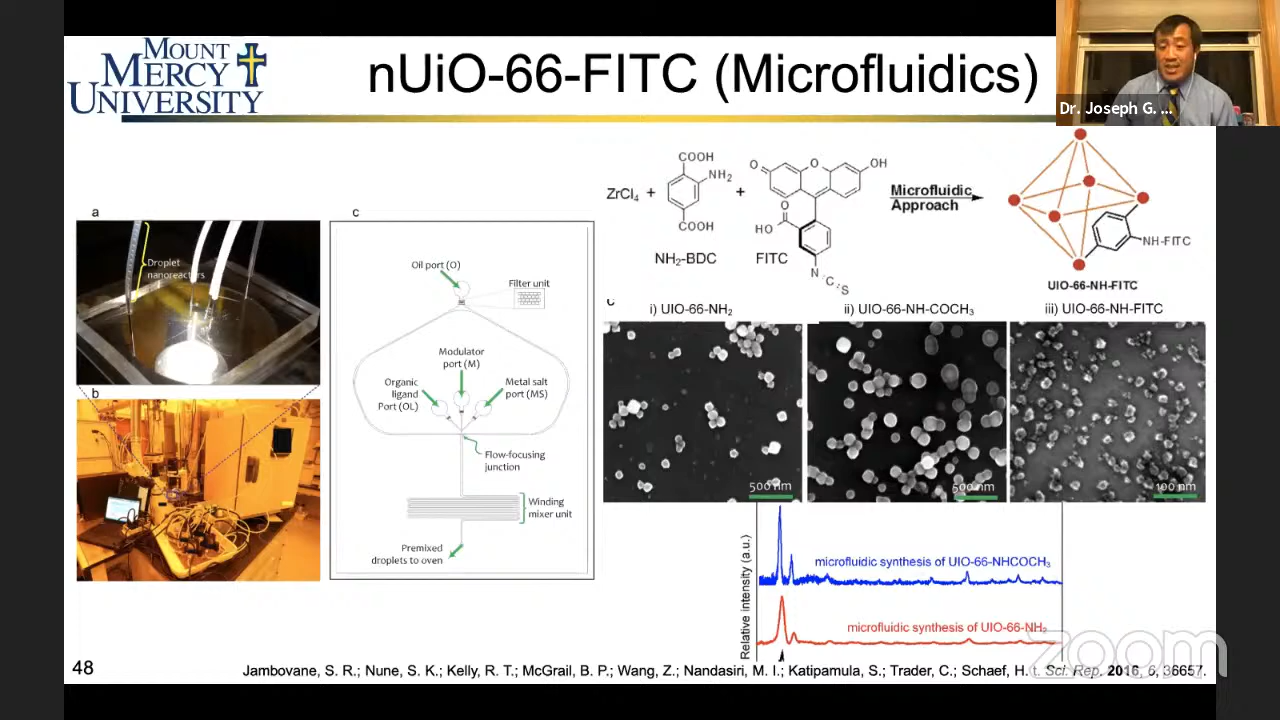 MOUNT
MERCY
UNIVERSITY
nUiO-66-FITC (Microfluidics)
Dr. Joseph G. ...
a
Droplet
nanoreactors
b
c
Oil port (O)
Filter unit
Modulator
port (M)
Organic
ligand
Port (OL)
Metal salt
port (MS)
Flow-focusing
junction
Winding
mixer unit
Premixed
droplets to oven
ZrCl4 +
COOH
NH2
COOH
NH2-BDC
+
O
O
OH
O
HO
N
C
S
FITC
Microfluidic
Approach
NH-FITC
UIO-66-NH-FITC
i) UIO-66-NH2
ii) UIO-66-NH-COCH3
iii) UIO-66-NH-FITC
500 nm
500 nm
100 nm
Relative intensity (a.u.)
microfluidic synthesis of UIO-66-NHCOCH3
microfluidic synthesis of UIO-66-NH2
zoom
48
Jambovane, S. R.; Nune, S. K.; Kelly, R. T.; McGrail, B. P.; Wang, Z.; Nandasiri, M. I.; Katipamula, S.; Trader, C.; Schaef, H. t. Sci. Rep. 2016, 6, 36657.